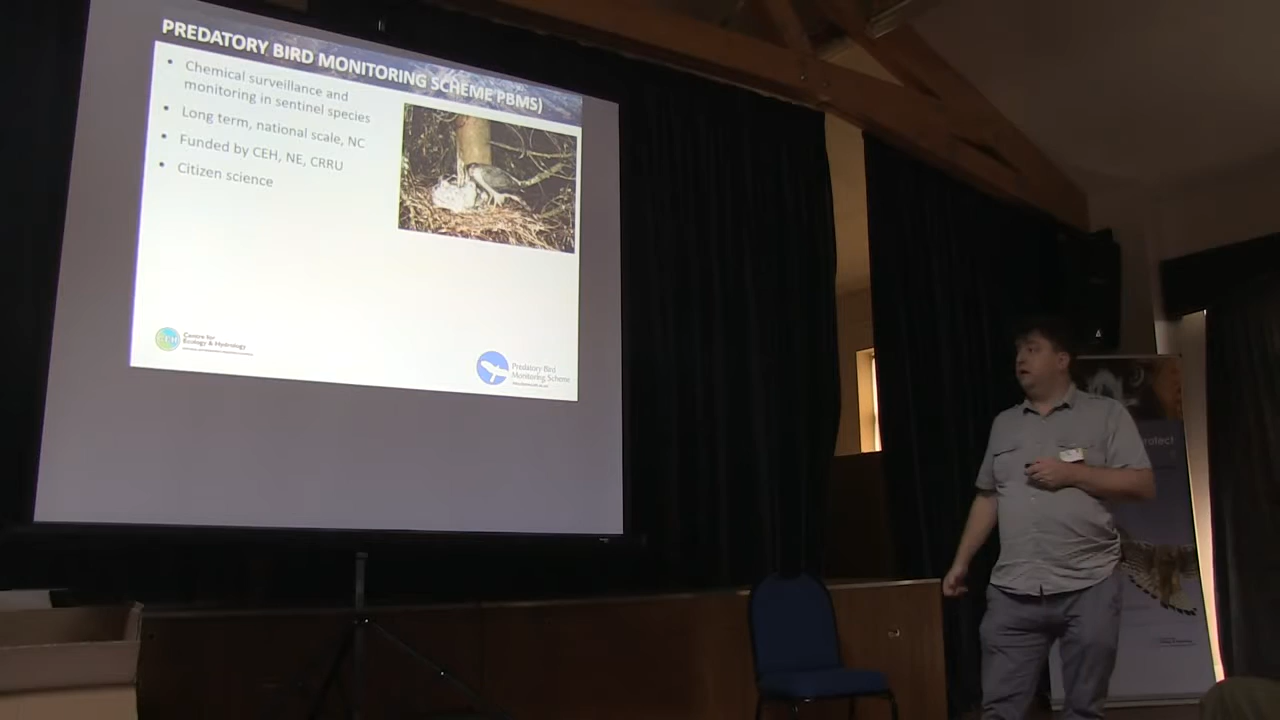 PREDATORY BIRD MONITORING SCHEME PBMS)
• Chemical surveillance and
monitoring in sentinel species
• Long term, national scale, NC
• Funded by CEH, NE, CRRU
• Citizen science
Centre for
Ecology & Hydrology
Predatory Bird
Monitoring Scheme
rotect